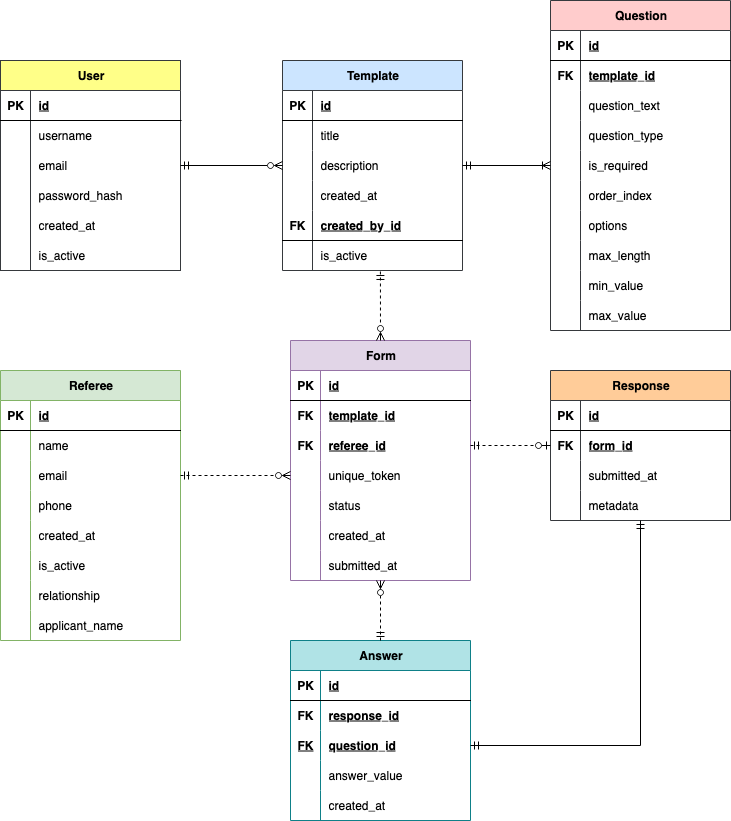 User
PK id
username
email
password_hash
created_at
is_active
Template
PK id
title
description
created_at
FK created_by_id
is_active
Question
PK id
FK template_id
question_text
question_type
is_required
order_index
options
max_length
min_value
max_value
Referee
PK id
name
email
phone
created_at
is_active
relationship
applicant_name
Form
PK id
FK template_id
FK referee_id
unique_token
status
created_at
submitted_at
Response
PK id
FK form_id
submitted_at
metadata
Answer
PK id
FK response_id
FK question_id
answer_value
created_at